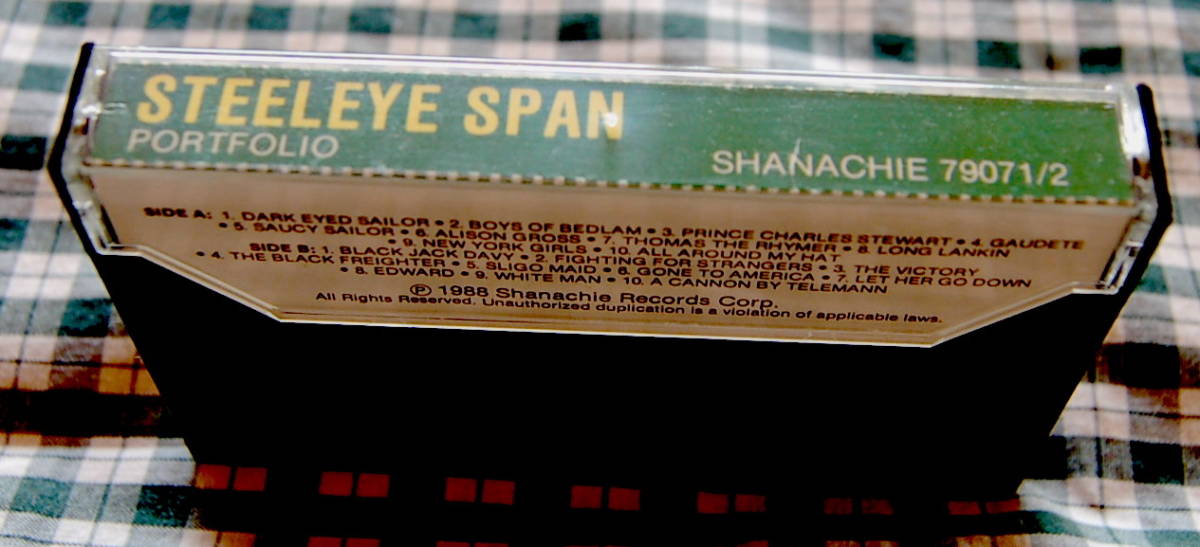 STEELEYE SPAN
PORTFOLIO
SHANACHIE 79071/2
SIDE A: 1. DARK EYED SAILOR • 2. BOYS OF BEDLAM • 3. PRINCE CHARLES STEWART • 4. GAUDETE
• 5. SAUCY SAILOR • 6. ALISON GROSS • 7. THOMAS THE RHYMER • 8. LONG LANKIN
• 9. NEW YORK GIRLS • 10. ALL AROUND MY HAT
SIDE B: 1. BLACK JACK DAVY • 2. FIGHTING FOR STRANGERS • 3. THE VICTORY
• 4. THE BLACK FREIGHTER • 5. SLIGO MAID • 6. GONE TO AMERICA • 7. LET HER GO DOWN
• 8. EDWARD • 9. WHITE MAN • 10. A CANNON BY TELEMANN
℗ 1988 Shanachie Records Corp.
All Rights Reserved. Unauthorized duplication is a violation of applicable laws.